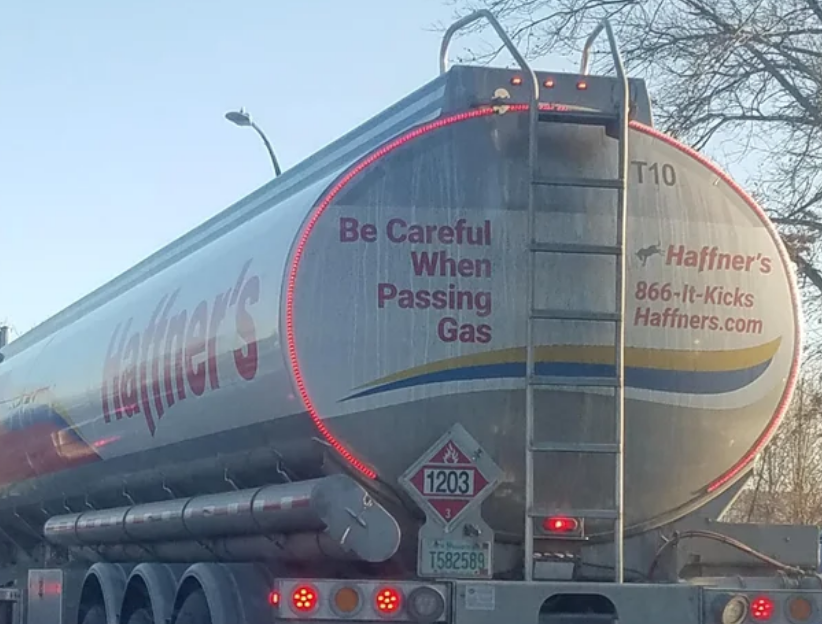 T10
Be Careful
When
Passing
Gas
Haffner's
866-It-Kicks
Haffners.com
Haffner's
1203
3
T582589